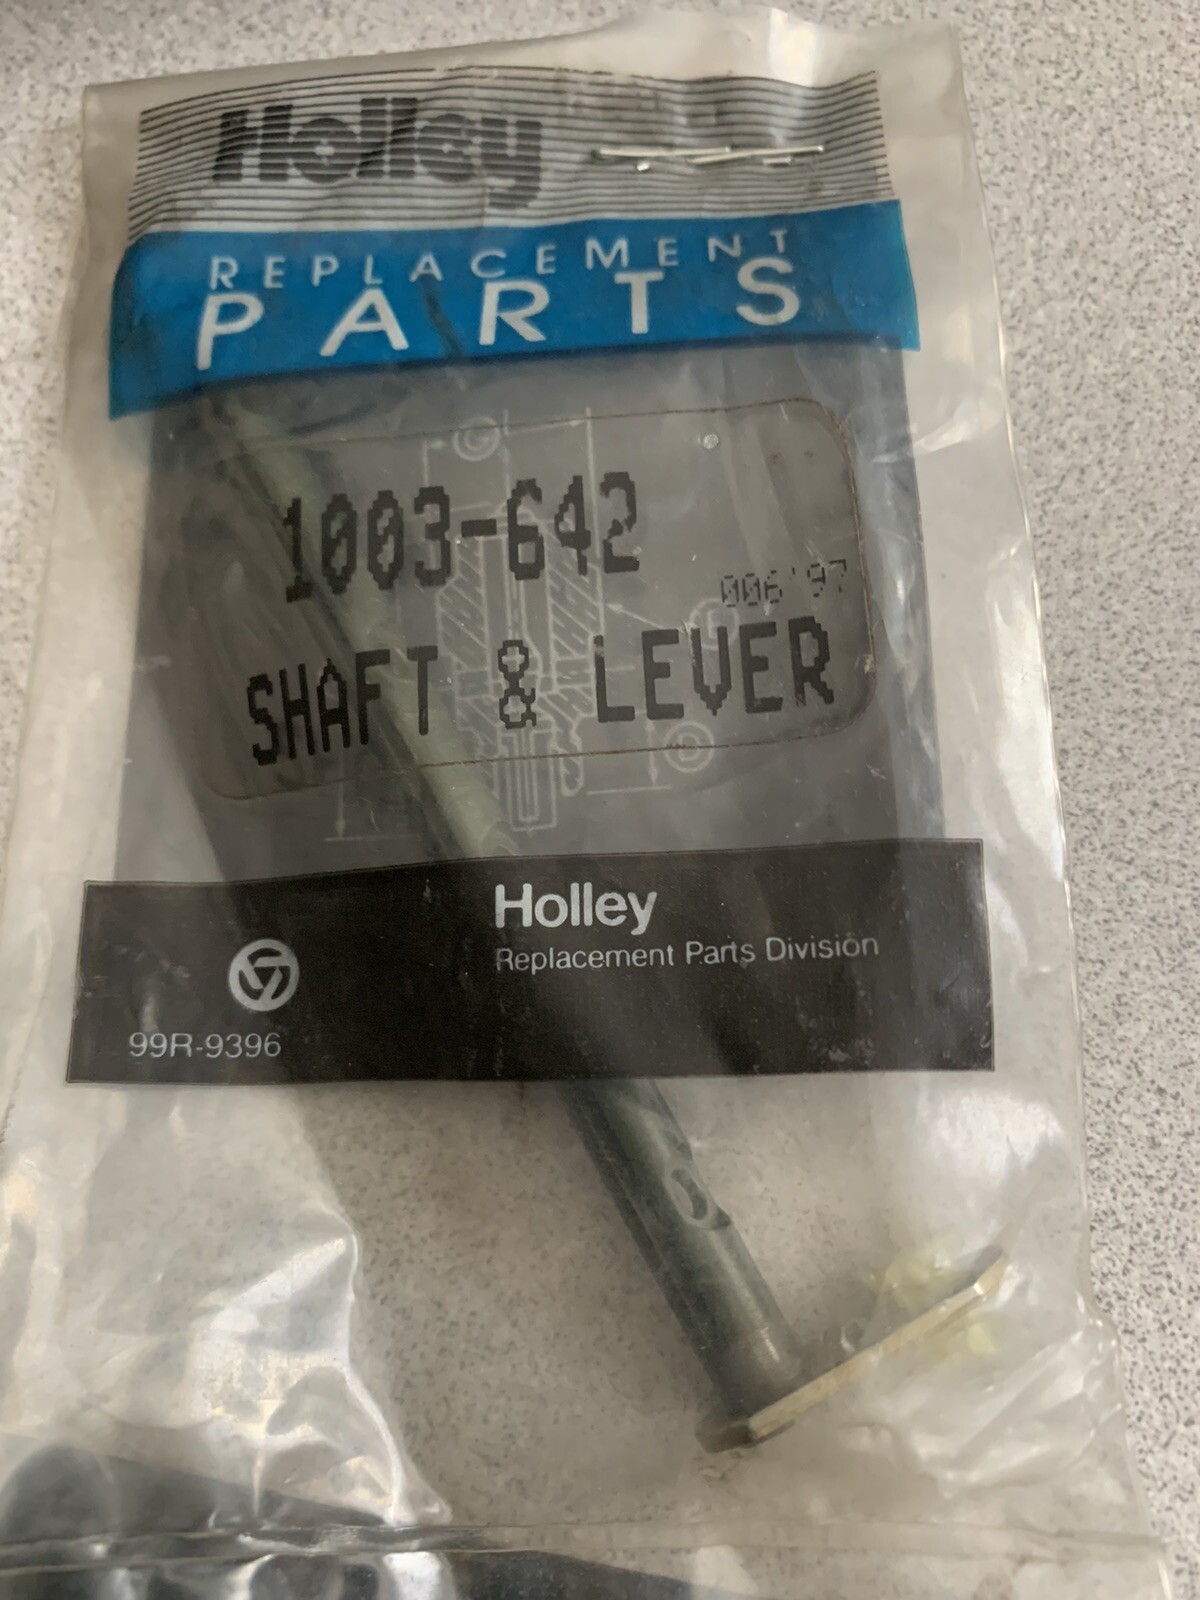 Holley
REPLACEMENT
PARTS
G
1003-642
006'97
SHAFT & LEVER
D
Holley
Replacement Parts Division
99R-9396